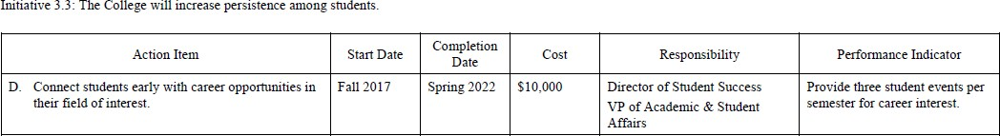 Initiative 3.3: The College will increase persistence among students.
Action Item
Start Date
Completion
Date
Cost
Responsibility
Performance Indicator
D. Connect students early with career opportunities in
their field of interest.
Fall 2017
Spring 2022
$10,000
Director of Student Success
VP of Academic & Student
Affairs
Provide three student events per
semester for career interest.